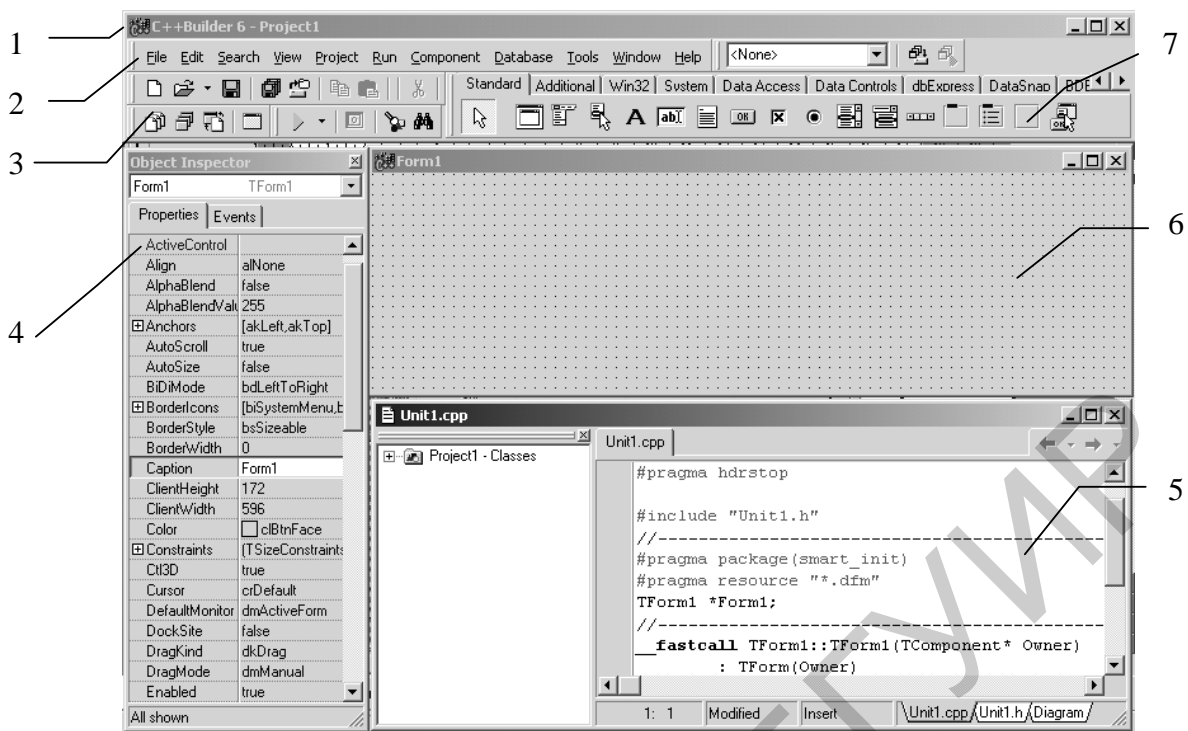 C++Builder 6 - Project1
1
File Edit Search View Project Run Component Database Tools Window Help
<None>
7
2
Standard Additional Win32 System Data Access Data Controls dbExpress DataSnap BDE
3
Object Inspector
Form1 TForm1
Properties Events
ActiveControl
Align alNone
AlphaBlend false
AlphaBlendValu 255
Anchors [akLeft,akTop]
AutoScroll true
AutoSize false
BiDiMode bdLeftToRight
BorderIcons [biSystemMenu,b
BorderStyle bsSizeable
BorderWidth 0
Caption Form1
ClientHeight 172
ClientWidth 596
Color clBtnFace
Constraints (TSizeConstraints
Ctl3D true
Cursor crDefault
DefaultMonitor dmActiveForm
DockSite false
DragKind dkDrag
DragMode dmManual
Enabled true
All shown
4
Form1
6
Unit1.cpp
Project1 - Classes
Unit1.cpp
#pragma hdrstop
#include "Unit1.h"
//------------------------------------------
#pragma package(smart_init)
#pragma resource "*.dfm"
TForm1 *Form1;
//------------------------------------------
__fastcall TForm1::TForm1(TComponent* Owner)
: TForm(Owner)
1: 1 Modified Insert Unit1.cpp Unit1.h Diagram
5
ГУИР